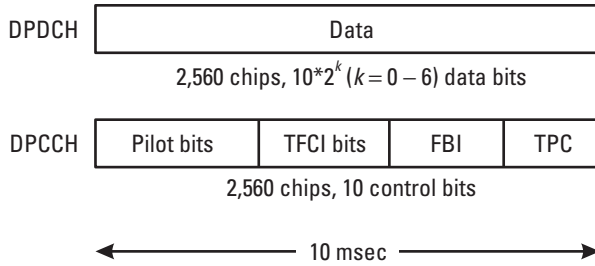 DPDCH Data
2,560 chips, 10*2^k (k = 0 – 6) data bits
DPCCH Pilot bits TFCI bits FBI TPC
2,560 chips, 10 control bits
10 msec